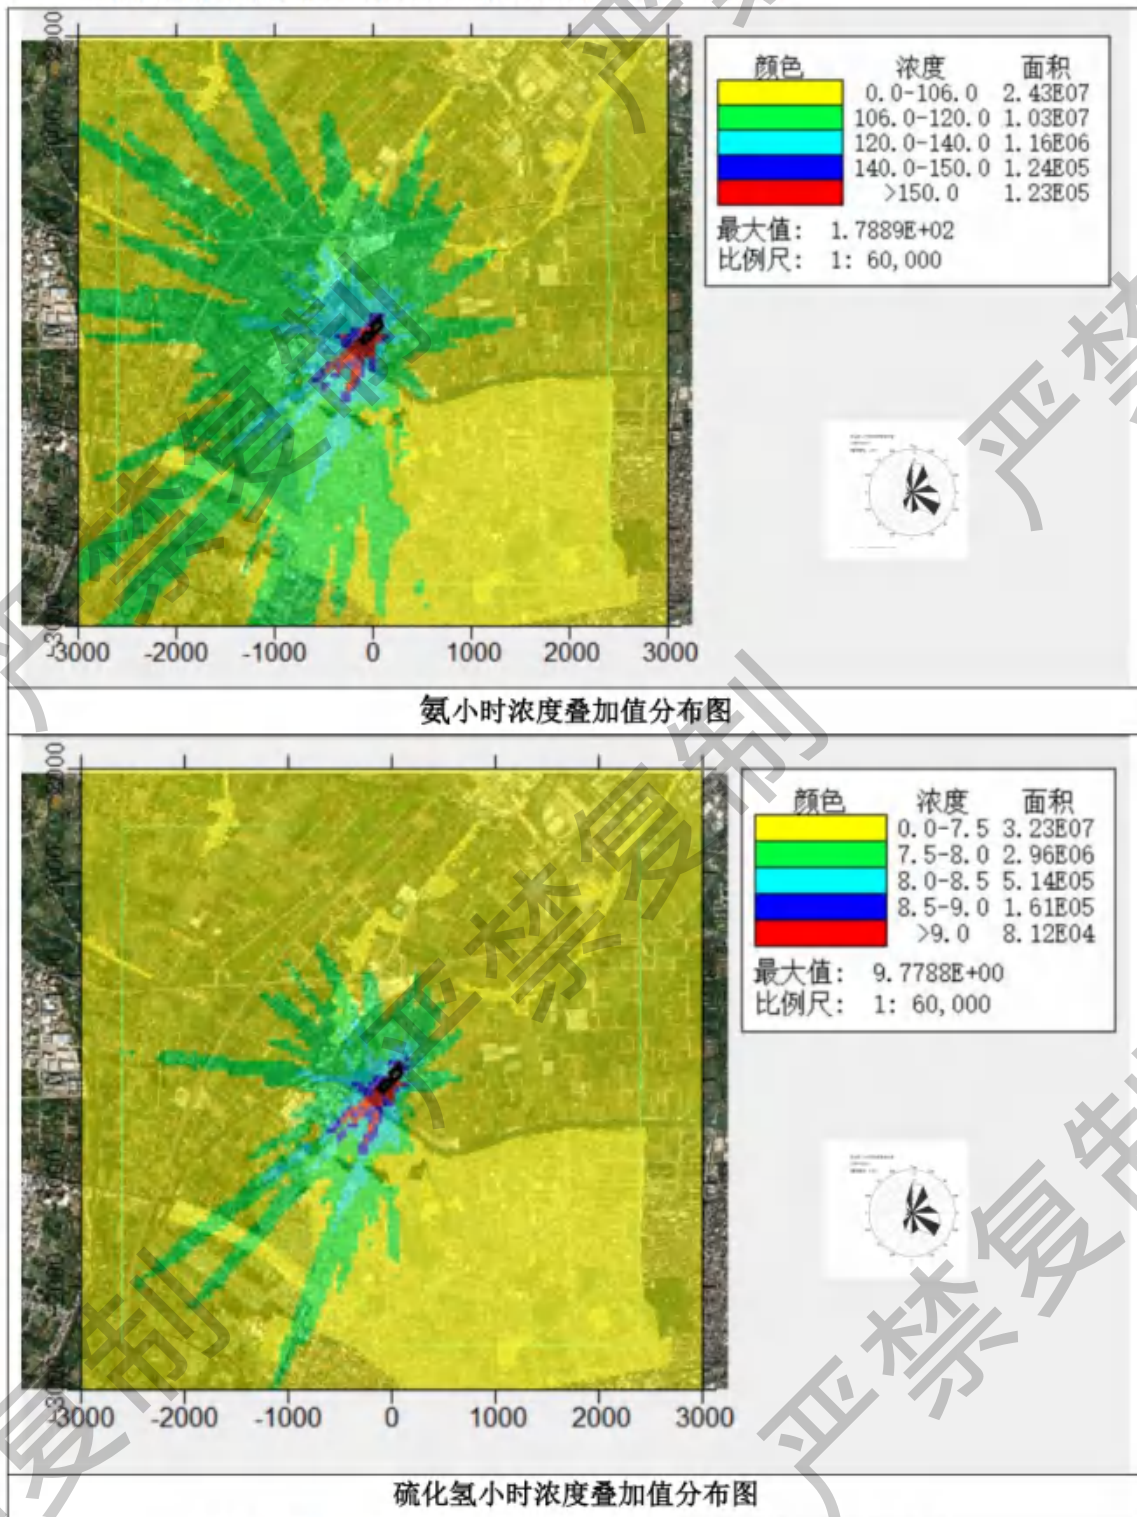 颜色 浓度 面积
0.0-106.0 2.43E07
106.0-120.0 1.03E07
120.0-140.0 1.16E06
140.0-150.0 1.24E05
>150.0 1.23E05
最大值: 1.7889E+02
比例尺: 1: 60,000
-3000 -2000 -1000 0 1000 2000 3000
氨小时浓度叠加值分布图
颜色 浓度 面积
0.0-7.5 3.23E07
7.5-8.0 2.96E06
8.0-8.5 5.14E05
8.5-9.0 1.61E05
>9.0 8.12E04
最大值: 9.7788E+00
比例尺: 1: 60,000
-3000 -2000 -1000 0 1000 2000 3000
硫化氢小时浓度叠加值分布图
严禁复制